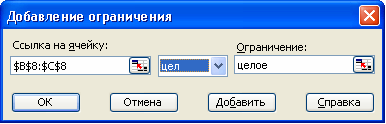 Добавление ограничения
Ссылка на ячейку: Ограничение:
$B$8:$C$8 цел целое
ОК Отмена Добавить Справка